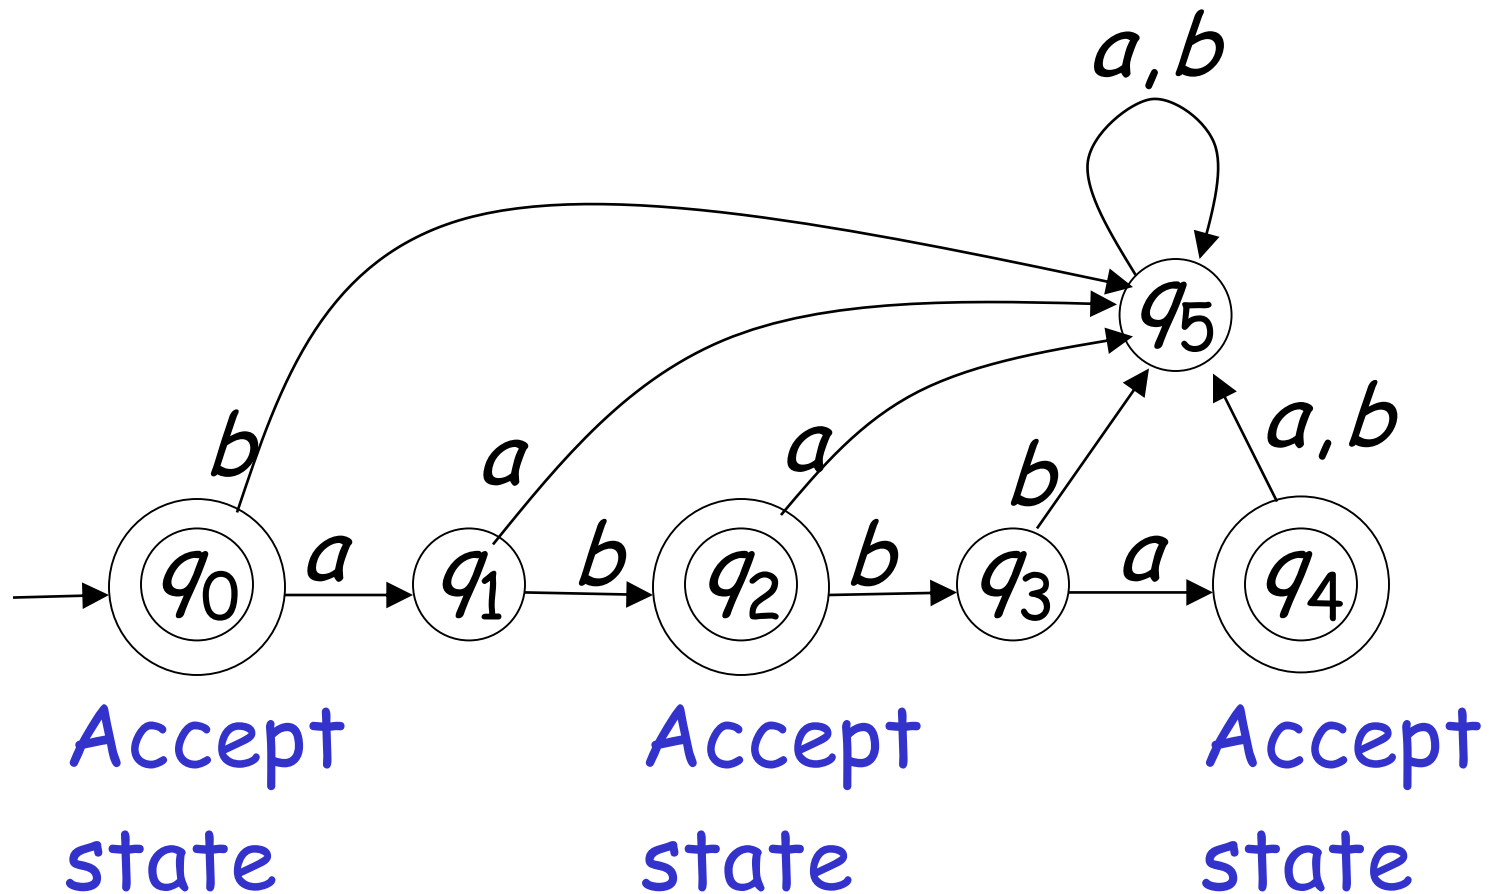 a,b
q5
b
a
a
b
a,b
q0
a
q1
b
q2
b
q3
a
q4
Accept state
Accept state
Accept state